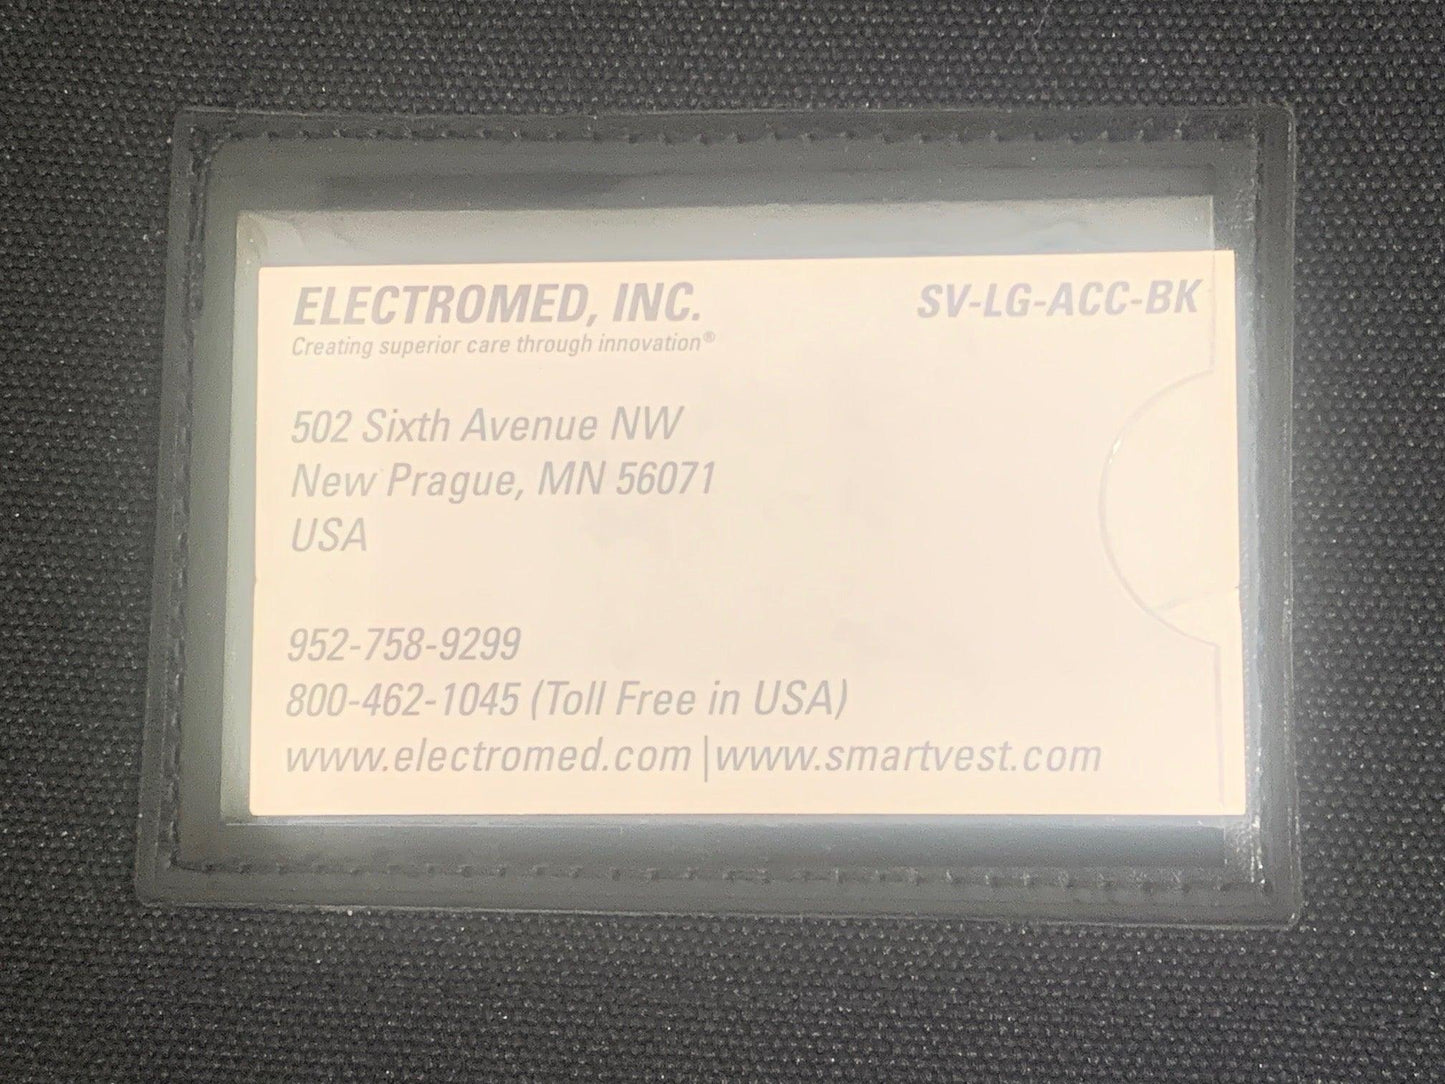 ELECTROMED, INC. SV-LG-ACC-BK
Creating superior care through innovation®
502 Sixth Avenue NW
New Prague, MN 56071
USA
952-758-9299
800-462-1045 (Toll Free in USA)
www.electromed.com | www.smartvest.com